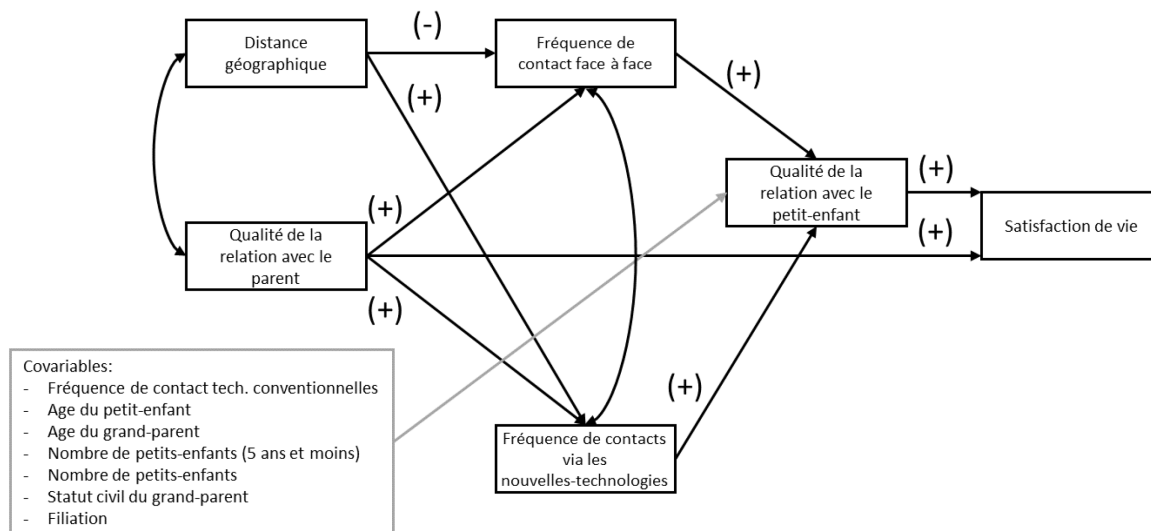 Distance
géographique
(-)
Fréquence de
contact face à face
(+)
(+)
Qualité de la
relation avec le
petit-enfant
(+)
Satisfaction de vie
(+)
Qualité de la
relation avec le
parent
(+)
(+)
Covariables:
- Fréquence de contact tech. conventionnelles
- Age du petit-enfant
- Age du grand-parent
- Nombre de petits-enfants (5 ans et moins)
- Nombre de petits-enfants
- Statut civil du grand-parent
- Filiation
(+)
Fréquence de contacts
via les
nouvelles-technologies